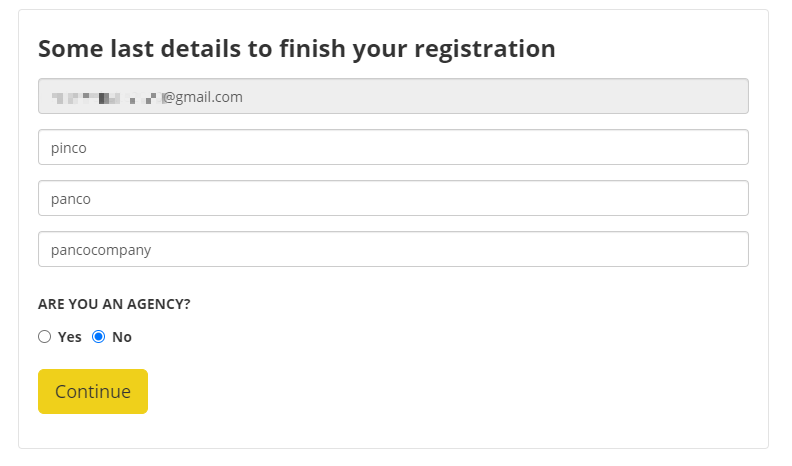 Some last details to finish your registration
@gmail.com
pinco
panco
pancocompany
ARE YOU AN AGENCY?
Yes No
Continue